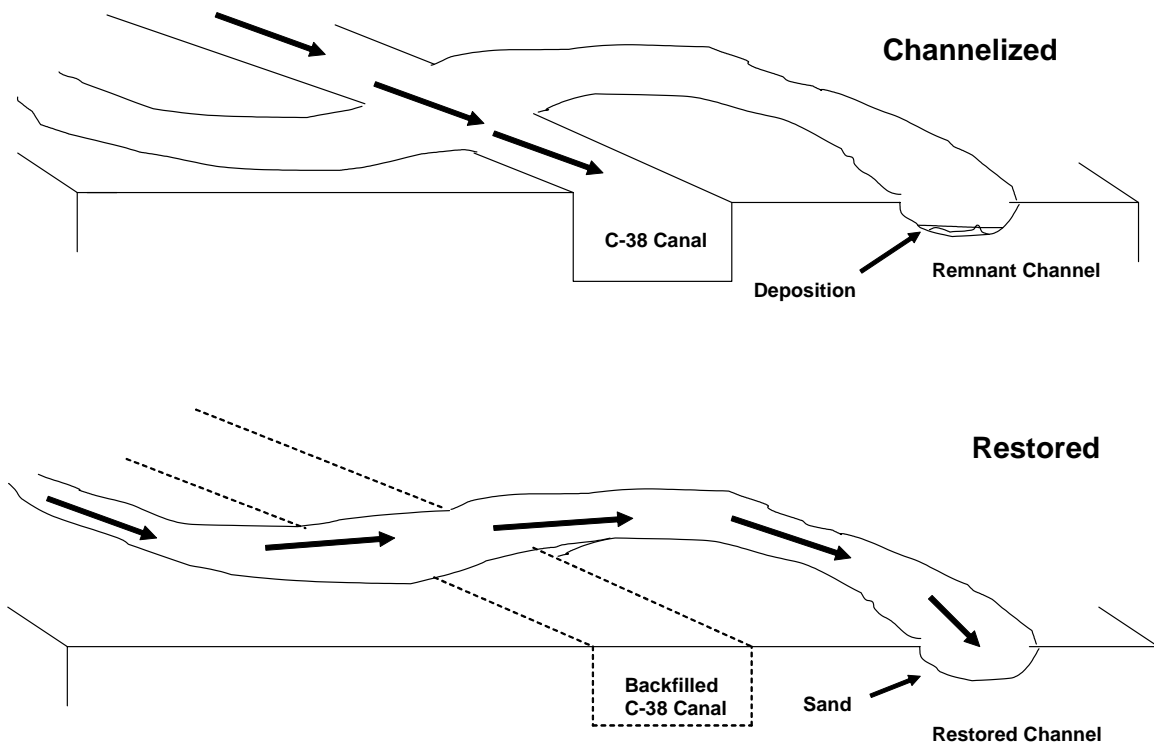 Channelized
C-38 Canal
Deposition
Remnant Channel
Restored
Backfilled
C-38 Canal
Sand
Restored Channel